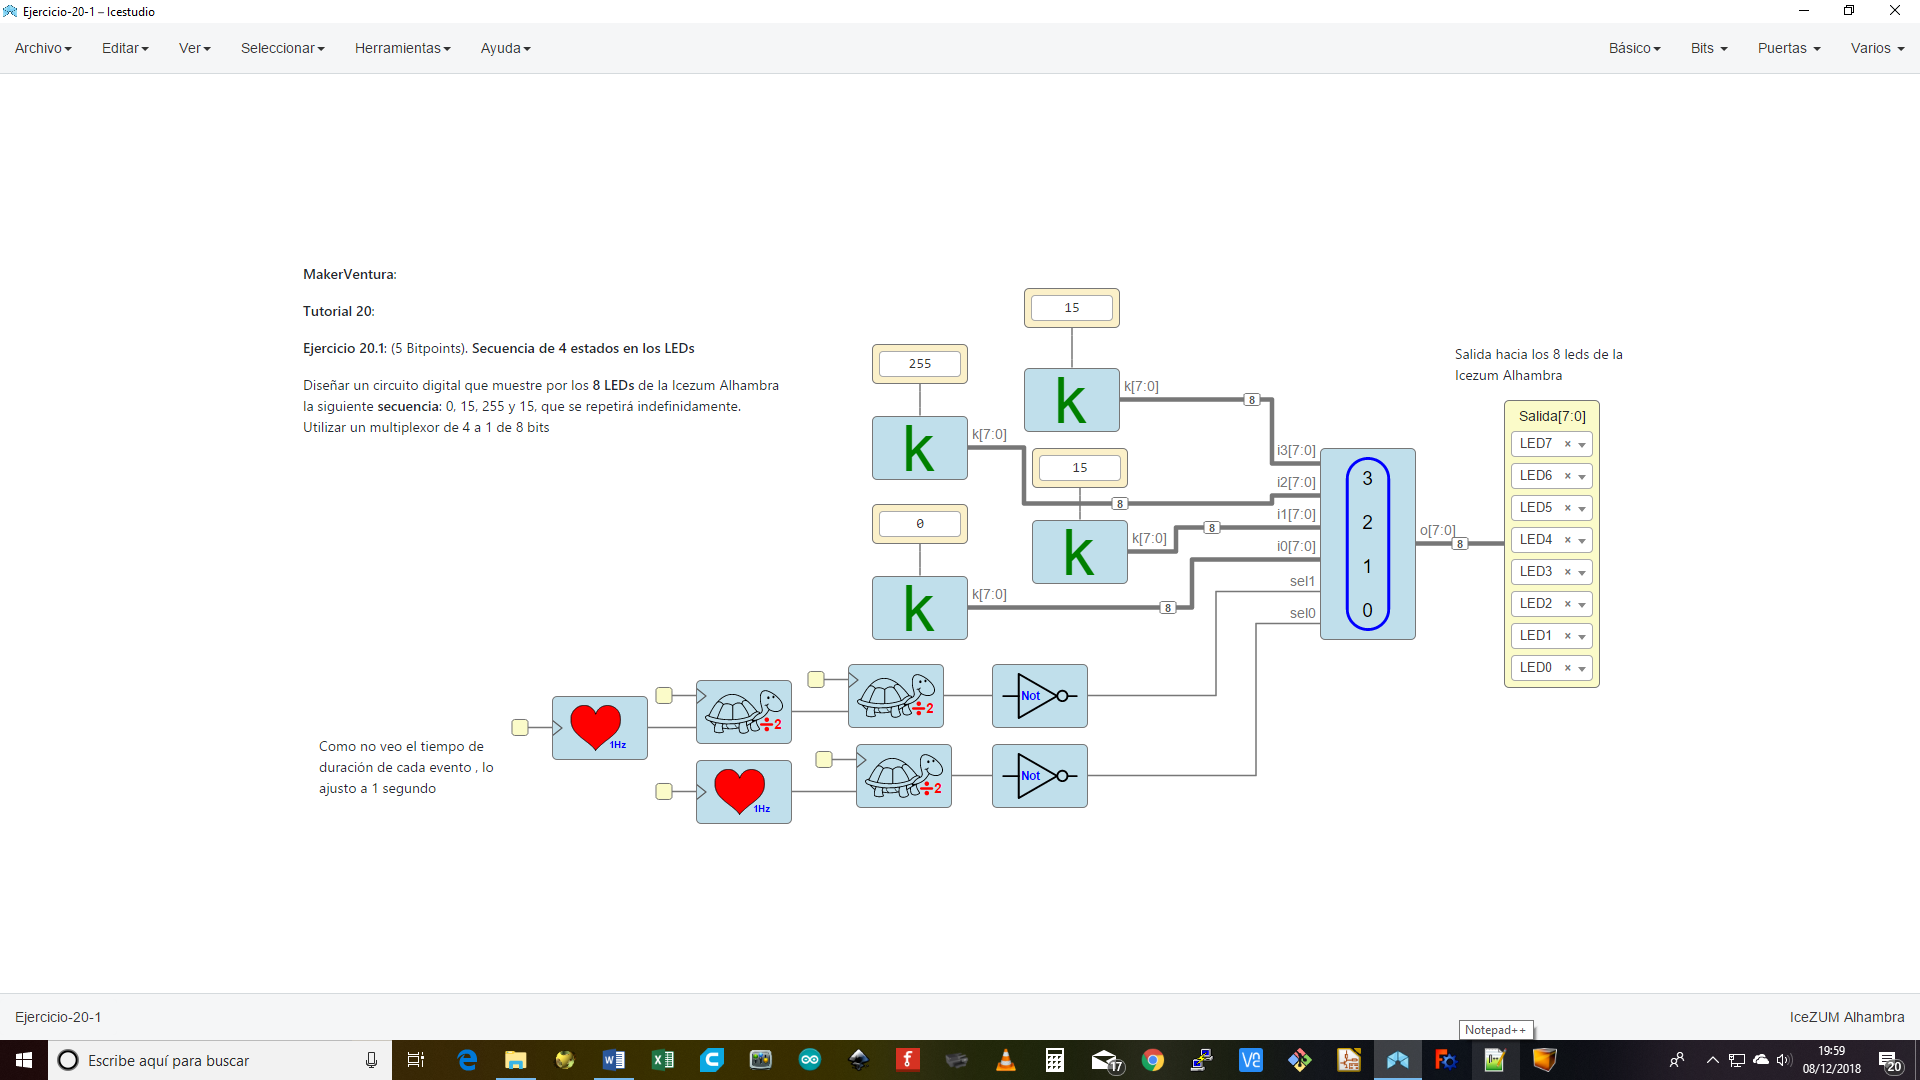 Ejercicio-20-1 – Icestudio
Archivo Editar Ver Seleccionar Herramientas Ayuda Básico Bits Puertas Varios
MakerVentura:
Tutorial 20:
Ejercicio 20.1: (5 Bitpoints). Secuencia de 4 estados en los LEDs
Diseñar un circuito digital que muestre por los 8 LEDs de la Icezum Alhambra
la siguiente secuencia: 0, 15, 255 y 15, que se repetirá indefinidamente.
Utilizar un multiplexor de 4 a 1 de 8 bits
15
k
k[7:0]
8
255
k
k[7:0]
8
15
k
k[7:0]
8
0
k
k[7:0]
8
i3[7:0]
i2[7:0]
i1[7:0]
i0[7:0]
sel1
sel0
3
2
1
0
o[7:0]
8
Salida hacia los 8 leds de la
Icezum Alhambra
Salida[7:0]
LED7 ×
LED6 ×
LED5 ×
LED4 ×
LED3 ×
LED2 ×
LED1 ×
LED0 ×
1Hz
÷2
÷2
Not
1Hz
÷2
Not
Como no veo el tiempo de
duración de cada evento , lo
ajusto a 1 segundo
Ejercicio-20-1
IceZUM Alhambra
Notepad++
Escribe aquí para buscar
17
19:59
08/12/2018
20